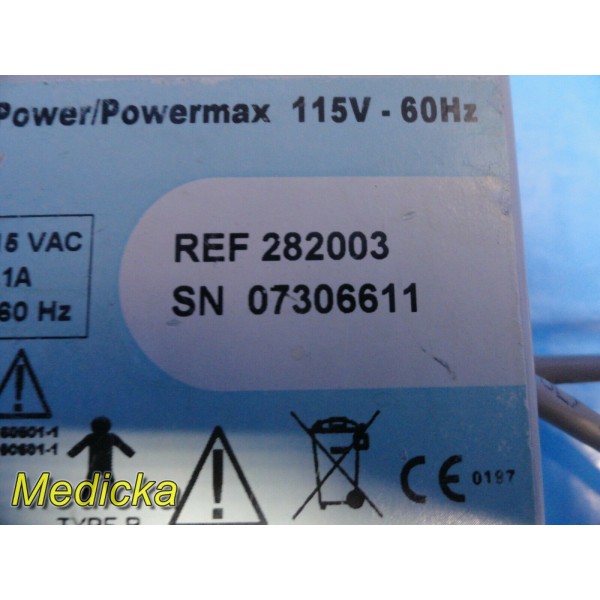 Power/Powermax 115V - 60Hz
15 VAC
1A
60 Hz
REF 282003
SN 07306611
60601-1
60601-1
CE 0197
TYPE B
Medicka